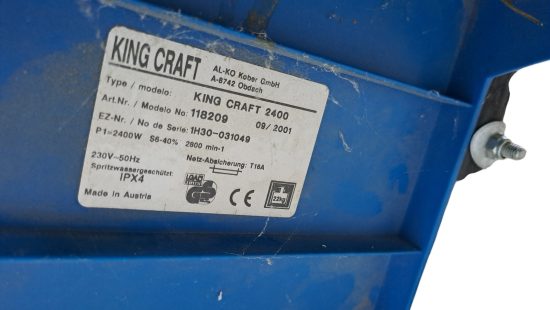 KING CRAFT
AL-KO Kober GmbH
A-8742 Obdach
Type / modelo: KING CRAFT 2400
Art.Nr. / Modelo No: 118209 09/2001
EZ-Nr. / No de Serie: 1H30-031049
P1=2400W S6-40% 2800 min-1
230V~50Hz Netz-Absicherung: T16A
Spritzwassergeschützt:
IPX4
Made in Austria
LOAD
GS
CE
22kg